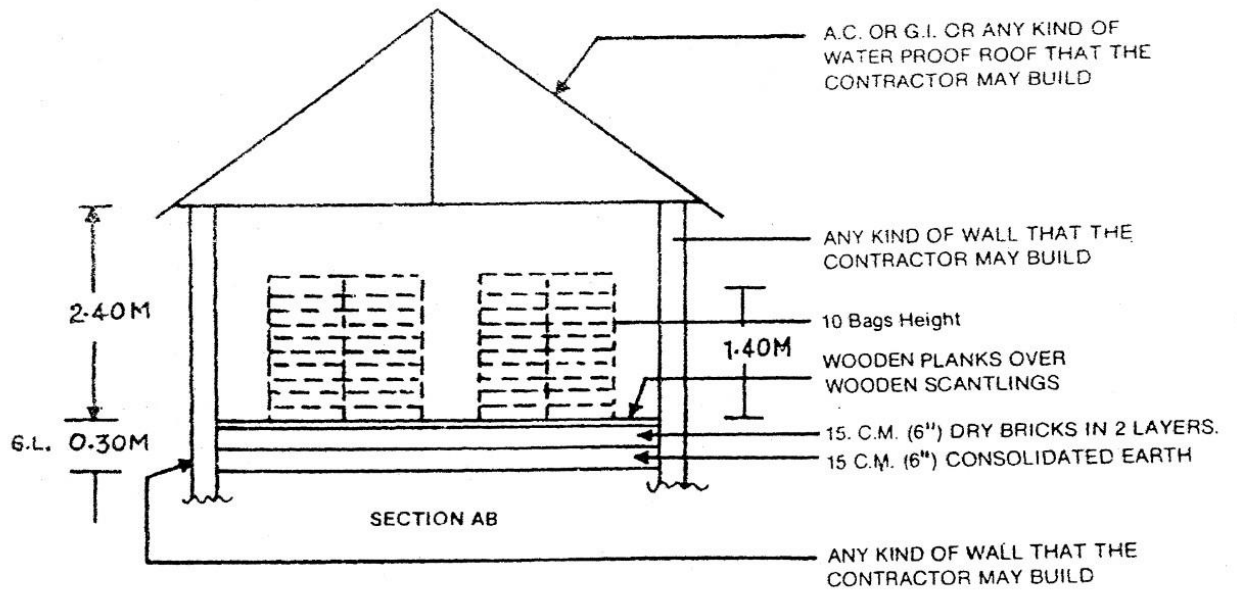 A.C. OR G.I. OR ANY KIND OF
WATER PROOF ROOF THAT THE
CONTRACTOR MAY BUILD
ANY KIND OF WALL THAT THE
CONTRACTOR MAY BUILD
2.40M
10 Bags Height
1.40M
WOODEN PLANKS OVER
WOODEN SCANTLINGS
G.L. 0.30M
15. C.M. (6") DRY BRICKS IN 2 LAYERS.
15 C.M. (6") CONSOLIDATED EARTH
SECTION AB
ANY KIND OF WALL THAT THE
CONTRACTOR MAY BUILD